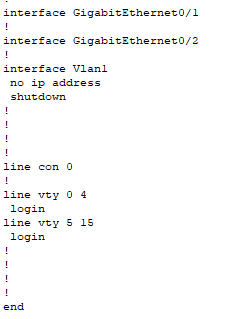 !
interface GigabitEthernet0/1
!
interface GigabitEthernet0/2
!
interface Vlan1
 no ip address
 shutdown
!
!
!
!
line con 0
!
line vty 0 4
 login
line vty 5 15
 login
!
!
!
!
end